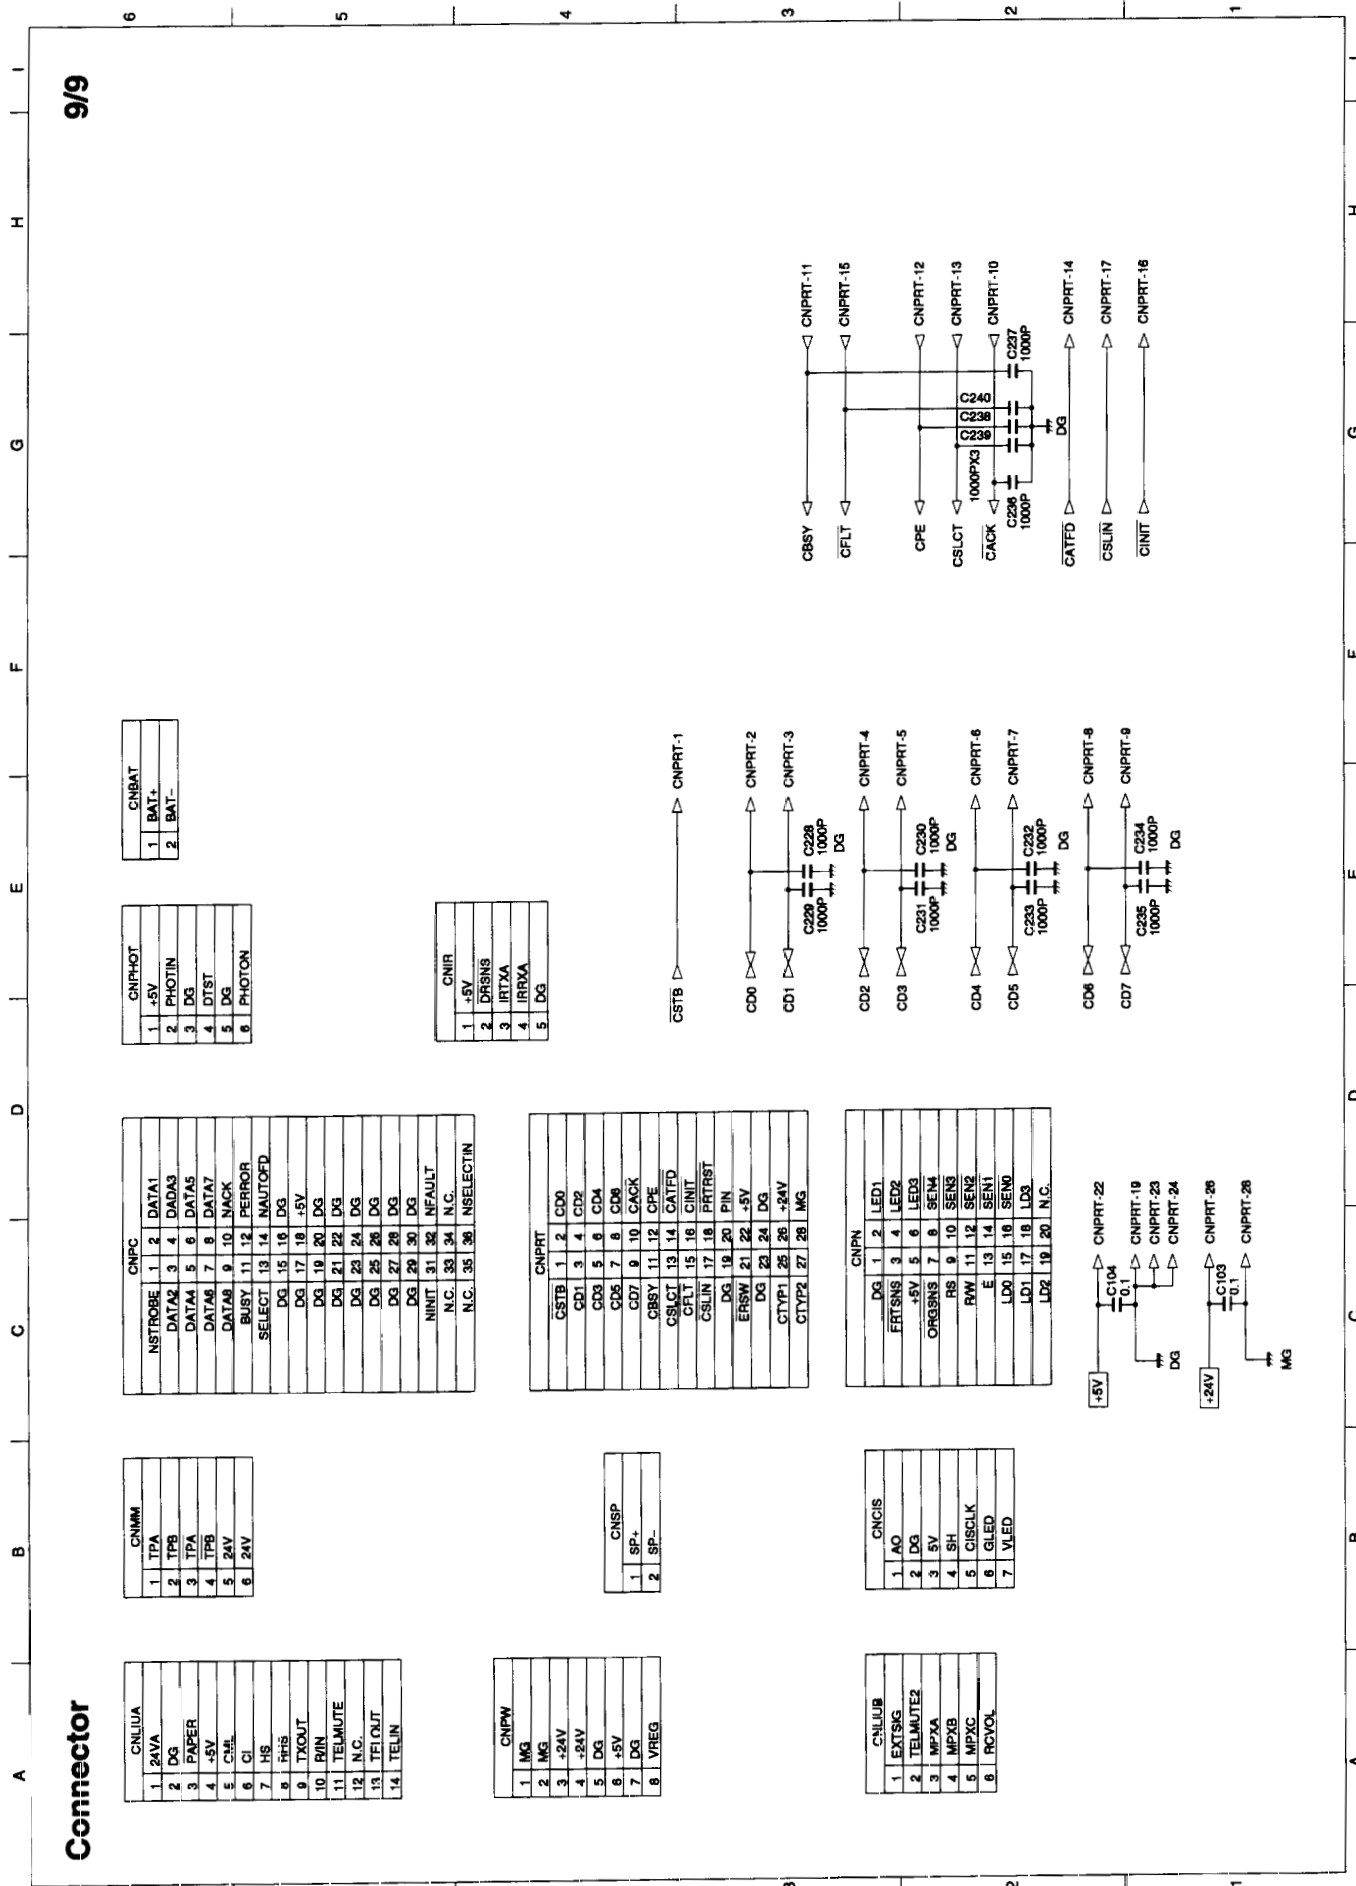 Connector
9/9
A B C D E F G H I
6 5 4 3 2 1
CNLIUA
1 24VA
2 DG
3 PAPER
4 +5V
5 CML
6 CI
7 HS
8
9 TXOUT
10 R/IN
11 TELMUTE
12 N.C.
13 TELOUT
14 TELIN
CNMM
1 TPA
2 TPB
3 TPA
4 TPB
5 24V
6 24V
CNPC
NSTROBE 1 2 DATA1
DATA2 3 4 DADA3
DATA4 5 6 DATA5
DATA6 7 8 DATA7
DATA8 9 10 NACK
BUSY 11 12 PERROR
SELECT 13 14 NAUTOFD
DG 15 16 DG
DG 17 18 +5V
DG 19 20 DG
DG 21 22 DG
DG 23 24 DG
DG 25 26 DG
DG 27 28 DG
DG 29 30 DG
NINIT 31 32 NFAULT
N.C. 33 34 N.C.
N.C. 35 36 NSELECTIN
CNPHOT
1 +5V
2 PHOTIN
3 DG
4 DTST
5 DG
6 PHOTON
CNBAT
1 BAT+
2 BAT-
CNIR
1 +5V
2 DRSNS
3 IRTXA
4 IRRXA
5 DG
CNPW
1 MG
2 MG
3 +24V
4 +24V
5 DG
6 +5V
7 DG
8 VREG
CNSP
1 SP+
2 SP-
CNPRT
CSTB 1 2 CD0
CD1 3 4 CD2
CD3 5 6 CD4
CD5 7 8 CD6
CD7 9 10 CACK
CBSY 11 12 CPE
CSLCT 13 14 CATFD
CFLT 15 16 CINIT
CSLIN 17 18 PRTRST
DG 19 20 PIN
ERSW 21 22 +5V
DG 23 24 DG
CTYP1 25 26 +24V
CTYP2 27 28 MG
CNLIUB
1 EXTSIG
2 TELMUTE2
3 MPXA
4 MPXB
5 MPXC
6 RCVOL
CNCIS
1 AO
2 DG
3 5V
4 SH
5 CISCLK
6 GLED
7 VLED
CNPN
DG 1 2 LED1
FRTSNS 3 4 LED2
+5V 5 6 LED3
ORGSNS 7 8 SEN4
RS 9 10 SEN3
R/W 11 12 SEN2
E 13 14 SEN1
LD0 15 16 SEN0
LD1 17 18 LD3
LD2 19 20 N.C.
CSTB CNPRT-1
CD0 CNPRT-2
CD1 CNPRT-3
C229 1000P C228 1000P DG
CD2 CNPRT-4
CD3 CNPRT-5
C231 1000P C230 1000P DG
CD4 CNPRT-6
CD5 CNPRT-7
C233 1000P C232 1000P DG
CD6 CNPRT-8
CD7 CNPRT-9
C235 1000P C234 1000P DG
CBSY CNPRT-11
CFLT CNPRT-15
CPE CNPRT-12
CSLCT CNPRT-13
CACK CNPRT-10
C240
C238
C239
1000PX3
C236 1000P C237 1000P
DG
CATFD CNPRT-14
CSLIN CNPRT-17
CINIT CNPRT-16
+5V CNPRT-22
C104 0.1
CNPRT-19
CNPRT-23
CNPRT-24
DG
+24V CNPRT-26
C103 0.1
CNPRT-28
MG